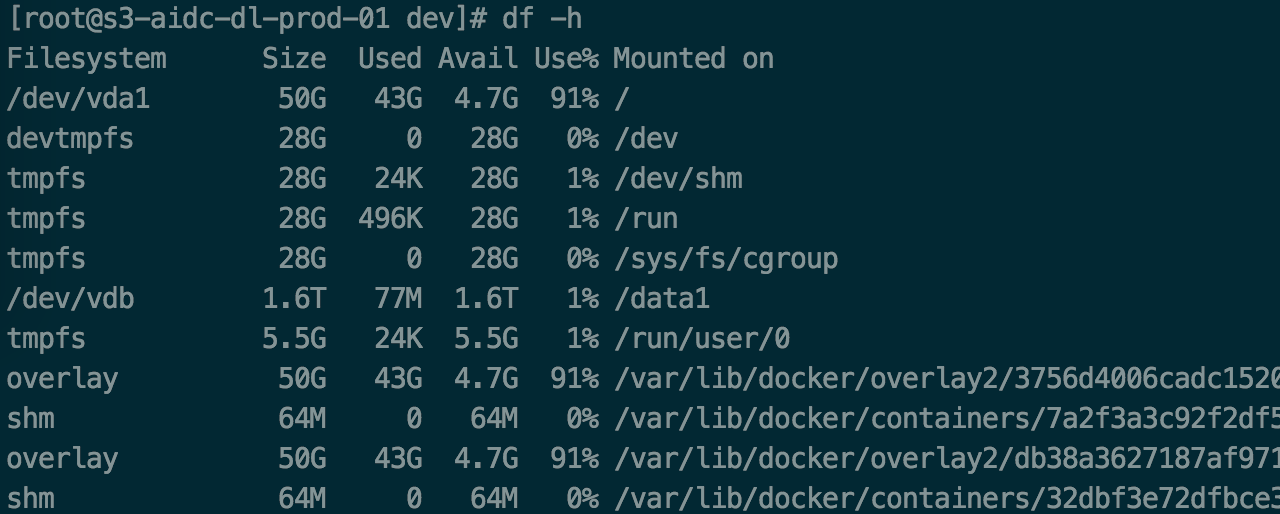 [root@s3-aidc-dl-prod-01 dev]# df -h
Filesystem      Size  Used Avail Use% Mounted on
/dev/vda1        50G   43G  4.7G  91% /
devtmpfs         28G     0   28G   0% /dev
tmpfs            28G   24K   28G   1% /dev/shm
tmpfs            28G  496K   28G   1% /run
tmpfs            28G     0   28G   0% /sys/fs/cgroup
/dev/vdb        1.6T   77M  1.6T   1% /data1
tmpfs           5.5G   24K  5.5G   1% /run/user/0
overlay          50G   43G  4.7G  91% /var/lib/docker/overlay2/3756d4006cadc1520
shm              64M     0   64M   0% /var/lib/docker/containers/7a2f3a3c92f2df5
overlay          50G   43G  4.7G  91% /var/lib/docker/overlay2/db38a3627187af971
shm              64M     0   64M   0% /var/lib/docker/containers/32dbf3e72dfbce3